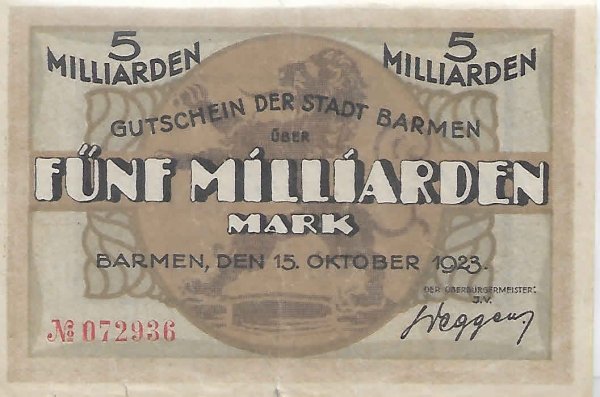 5
MILLIARDEN
5
MILLIARDEN
GUTSCHEIN DER STADT BARMEN
ÜBER
FÜNF MILLIARDEN
MARK
BARMEN, DEN 15. OKTOBER 1923.
DER OBERBÜRGERMEISTER:
J.V.
№ 072936